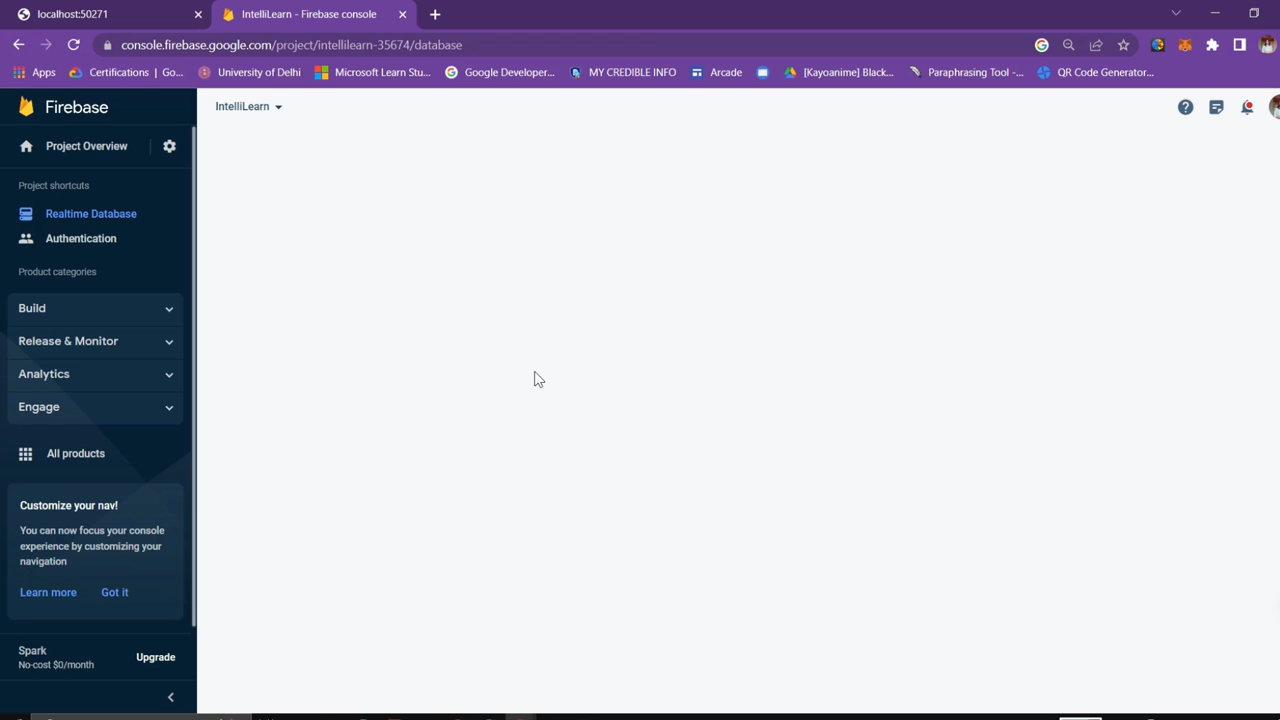 localhost:50271
IntelliLearn - Firebase console
console.firebase.google.com/project/intellilearn-35674/database
Apps
Certifications | Go...
University of Delhi
Microsoft Learn Stu...
Google Developer...
MY CREDIBLE INFO
Arcade
[Kayoanime] Black...
Paraphrasing Tool -...
QR Code Generator...
Firebase
IntelliLearn
Project Overview
Project shortcuts
Realtime Database
Authentication
Product categories
Build
Release & Monitor
Analytics
Engage
All products
Customize your nav!
You can now focus your console
experience by customizing your
navigation
Learn more Got it
Spark
No-cost $0/month
Upgrade